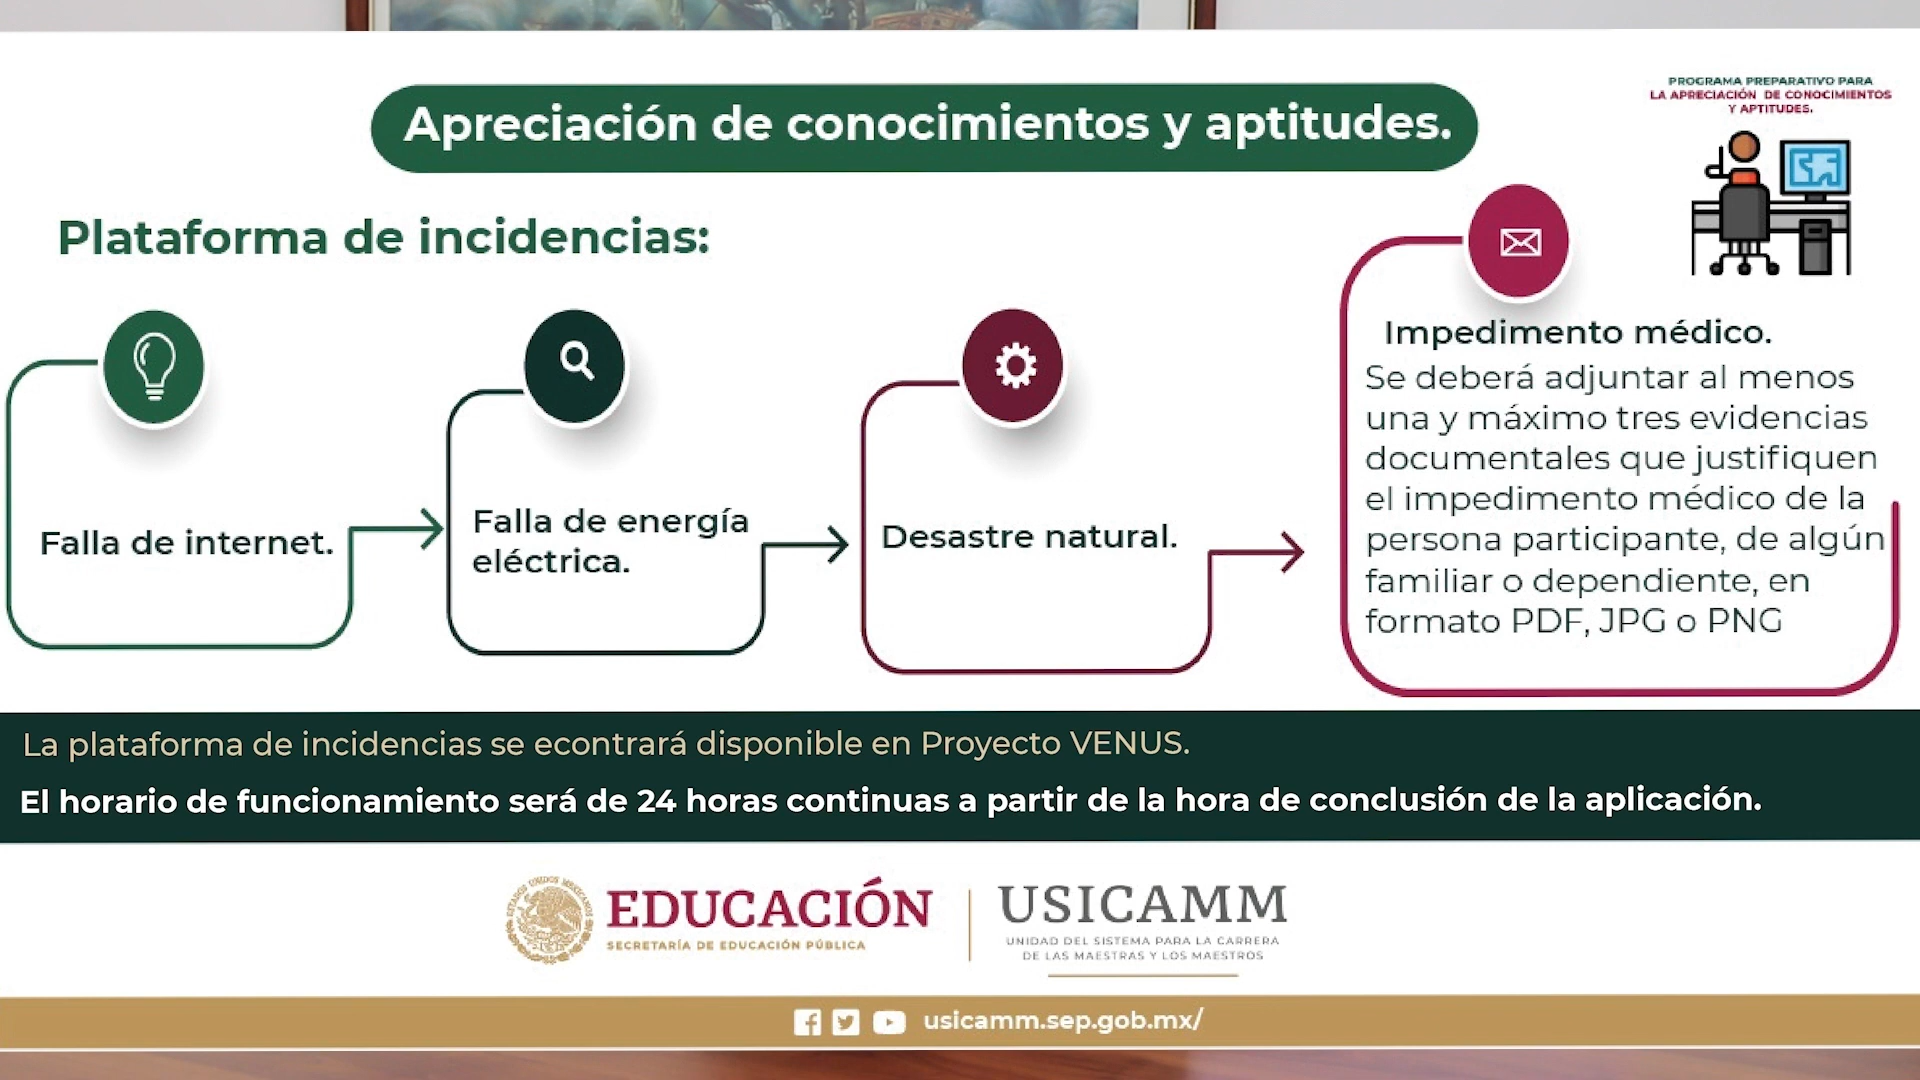 Apreciación de conocimientos y aptitudes.
PROGRAMA PREPARATIVO PARA
LA APRECIACIÓN DE CONOCIMIENTOS
Y APTITUDES.
Plataforma de incidencias:
Falla de internet.
Falla de energía
eléctrica.
Desastre natural.
Impedimento médico.
Se deberá adjuntar al menos
una y máximo tres evidencias
documentales que justifiquen
el impedimento médico de la
persona participante, de algún
familiar o dependiente, en
formato PDF, JPG o PNG
La plataforma de incidencias se econtrará disponible en Proyecto VENUS.
El horario de funcionamiento será de 24 horas continuas a partir de la hora de conclusión de la aplicación.
ESTADOS UNIDOS MEXICANOS
EDUCACIÓN
SECRETARÍA DE EDUCACIÓN PÚBLICA
USICAMM
UNIDAD DEL SISTEMA PARA LA CARRERA
DE LAS MAESTRAS Y LOS MAESTROS
usicamm.sep.gob.mx/